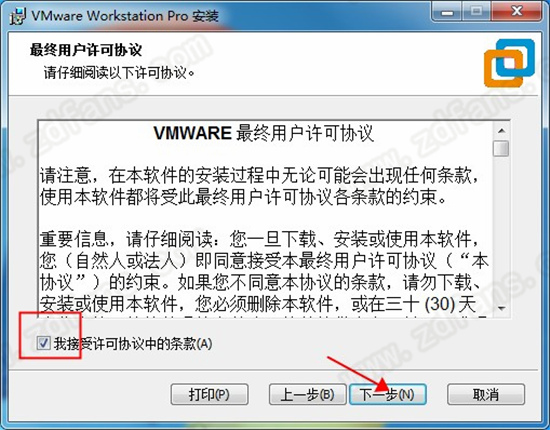 VMware Workstation Pro 安装
最终用户许可协议
请仔细阅读以下许可协议。
VMWARE 最终用户许可协议
请注意，在本软件的安装过程中无论可能会出现任何条款，
使用本软件都将受此最终用户许可协议各条款的约束。
重要信息，请仔细阅读：您一旦下载、安装或使用本软件，
您（自然人或法人）即同意接受本最终用户许可协议（“本
协议”）的约束。如果您不同意本协议的条款，请勿下载、
安装或使用本软件，您必须删除本软件，或在三十 (30) 天
我接受许可协议中的条款(A)
打印(P)
上一步(B)
下一步(N)
取消
www.zdfans.com